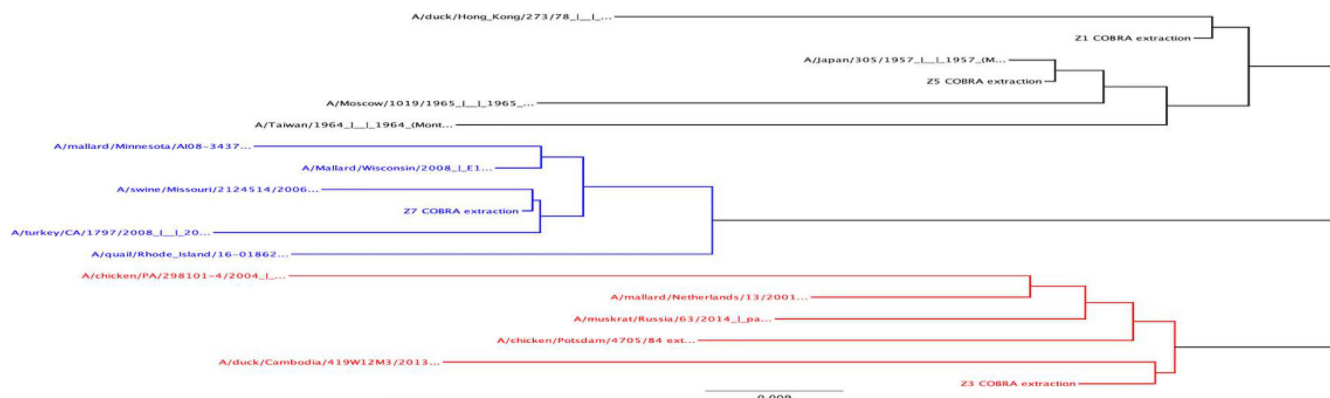 A/duck/Hong_Kong/273/78_|__|_...
Z1 COBRA extraction
A/Japan/305/1957_|__|_1957_(M...
Z5 COBRA extraction
A/Moscow/1019/1965_|__|_1965_...
A/Taiwan/1964_|__|_1964_(Mont...
A/mallard/Minnesota/AI08-3437...
A/Mallard/Wisconsin/2008_|_E1...
A/swine/Missouri/2124514/2006...
Z7 COBRA extraction
A/turkey/CA/1797/2008_|__|_20...
A/quail/Rhode_Island/16-01862...
A/chicken/PA/298101-4/2004_|_...
A/mallard/Netherlands/13/2001...
A/muskrat/Russia/63/2014_|_pa...
A/chicken/Potsdam/4705/84_ext...
A/duck/Cambodia/419W12M3/2013...
Z3 COBRA extraction
0.009